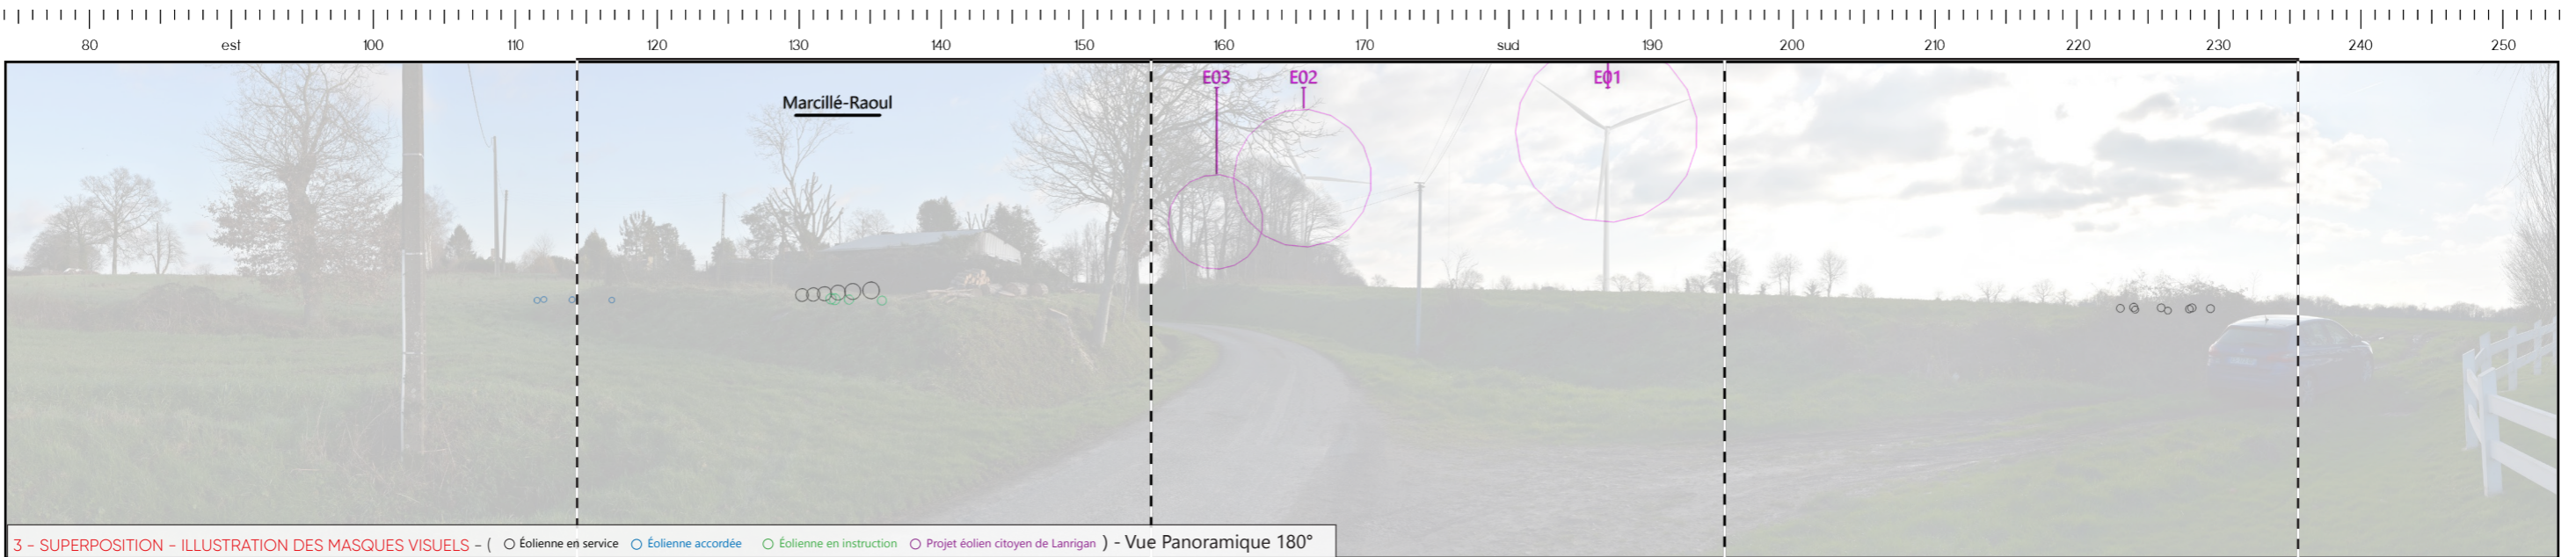 80 est 100 110 120 130 140 150 160 170 sud 190 200 210 220 230 240 250
E03 E02 E01
Marcillé-Raoul
3 - SUPERPOSITION - ILLUSTRATION DES MASQUES VISUELS - ( Éolienne en service Éolienne accordée Éolienne en instruction Projet éolien citoyen de Lanrigan ) - Vue Panoramique 180°